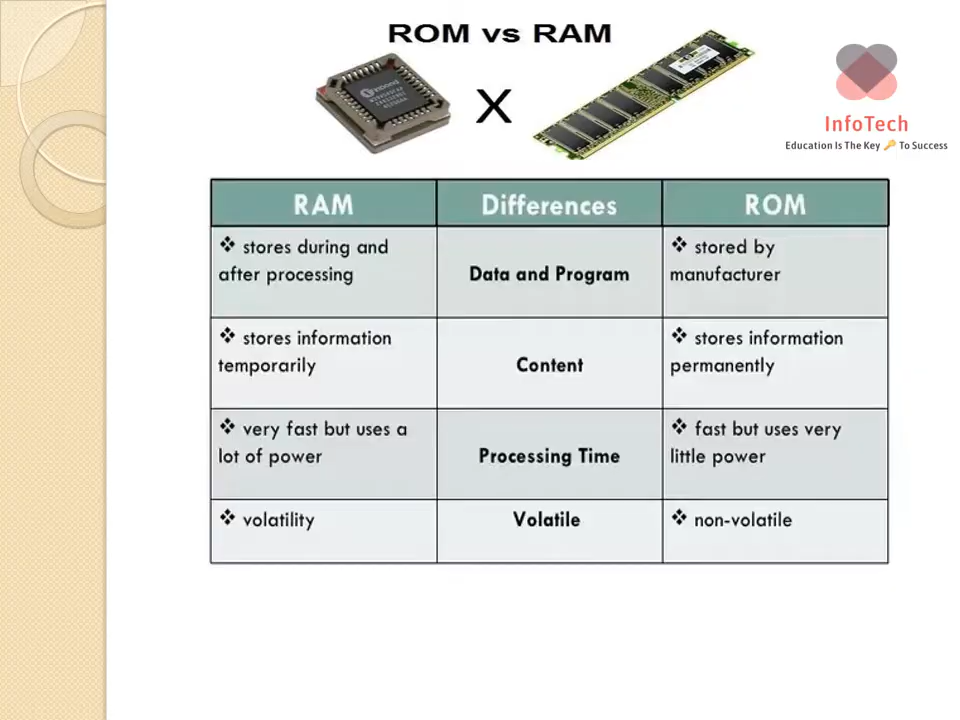 ROM vs RAM
X
InfoTech
Education Is The Key 🔑 To Success
RAM
Differences
ROM
❖ stores during and
after processing
Data and Program
❖ stored by
manufacturer
❖ stores information
temporarily
Content
❖ stores information
permanently
❖ very fast but uses a
lot of power
Processing Time
❖ fast but uses very
little power
❖ volatility
Volatile
❖ non-volatile